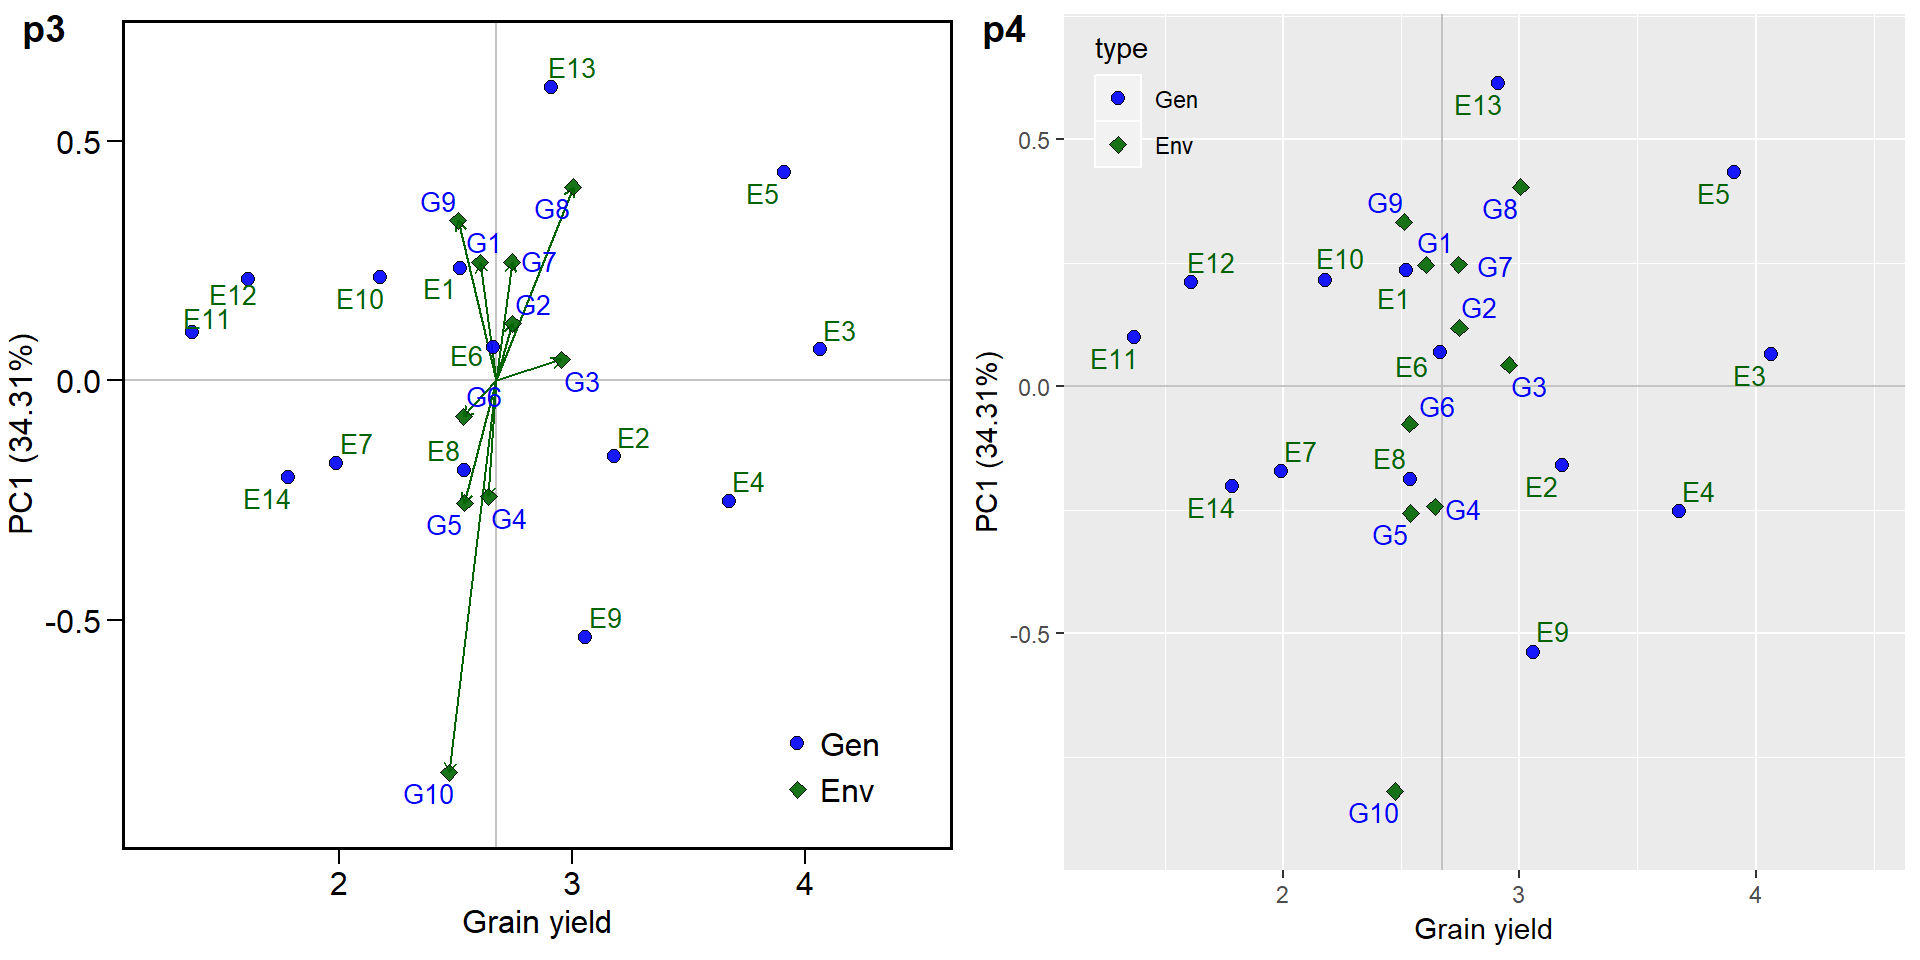 p3
E13
0.5
E5
G9
G8
G1
G7
E12
E10
E1
G2
E11
E3
E6
0.0
G3
G6
E7
E8
E2
E14
E4
G5
G4
E9
-0.5
G10
Gen
Env
2
3
4
Grain yield
PC1 (34.31%)
p4
type
Gen
Env
E13
0.5
E5
G9
G8
G1
E12
E10
G7
E1
G2
E11
E6
E3
0.0
G3
G6
E7
E8
E2
E4
E14
G4
G5
E9
-0.5
G10
2
3
4
Grain yield
PC1 (34.31%)